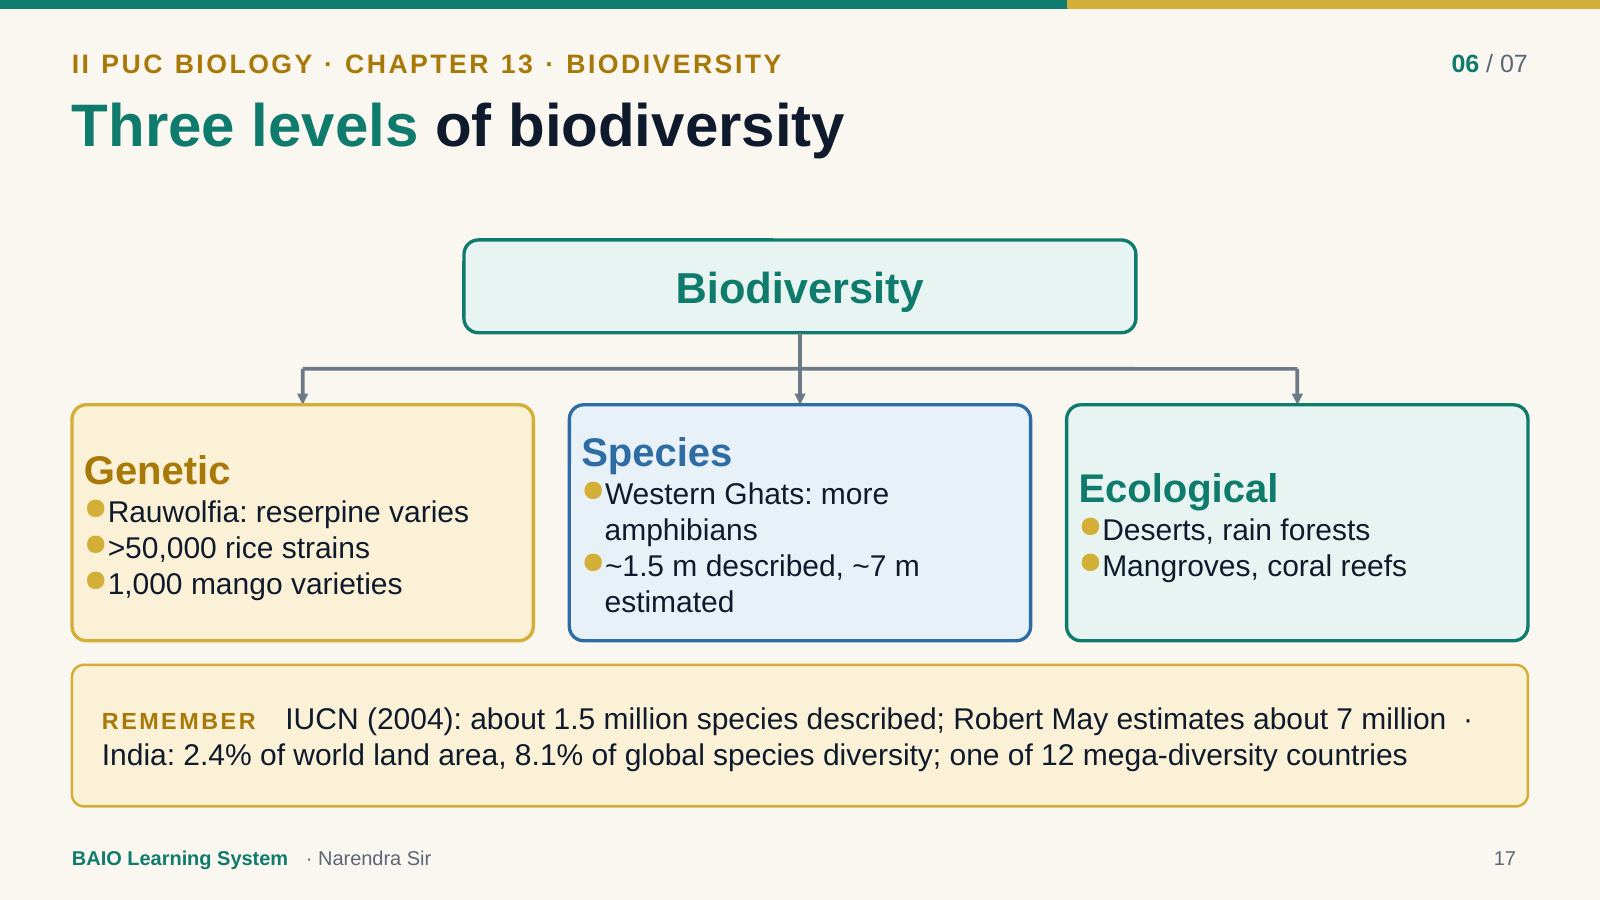 II PUC BIOLOGY · CHAPTER 13 · BIODIVERSITY
06 / 07
Three levels of biodiversity
Biodiversity
Genetic
Rauwolfia: reserpine varies
>50,000 rice strains
1,000 mango varieties
Species
Western Ghats: more
amphibians
~1.5 m described, ~7 m
estimated
Ecological
Deserts, rain forests
Mangroves, coral reefs
REMEMBER IUCN (2004): about 1.5 million species described; Robert May estimates about 7 million ·
India: 2.4% of world land area, 8.1% of global species diversity; one of 12 mega-diversity countries
BAIO Learning System · Narendra Sir
17